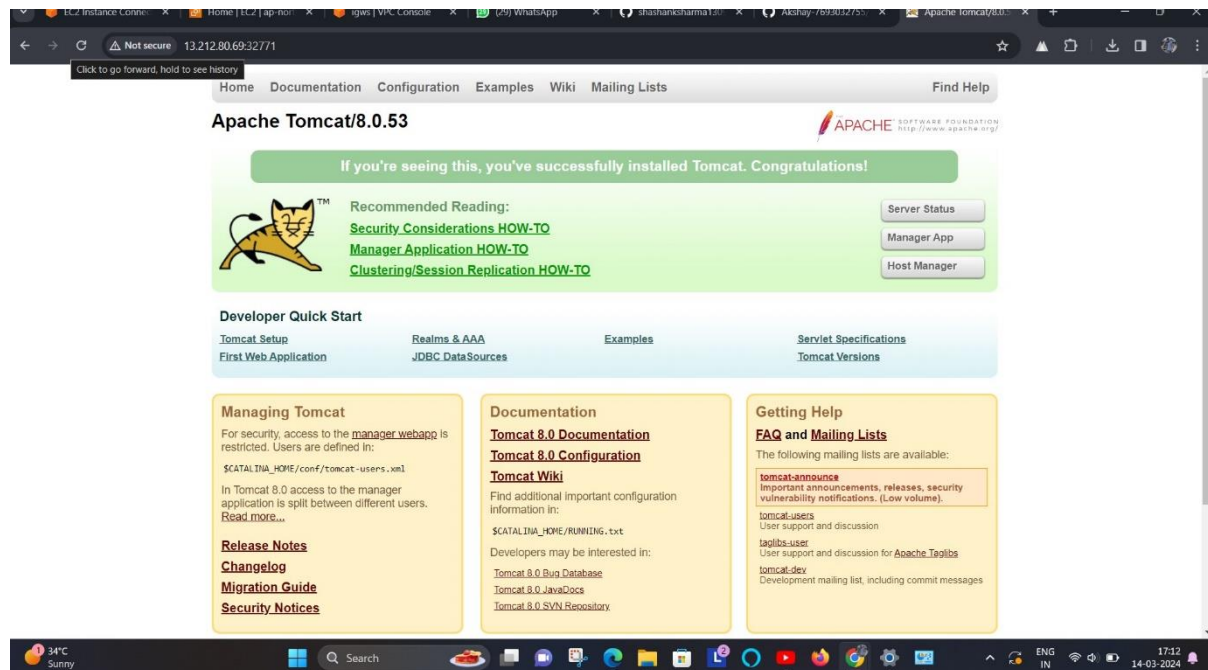 EC2 Instance Connec
Home | EC2 | ap-nor
igws | VPC Console
(29) WhatsApp
shashanksharma130
Akshay-7693032755
Apache Tomcat/8.0.5
Not secure 13.212.80.69:32771
Click to go forward, hold to see history
Home Documentation Configuration Examples Wiki Mailing Lists Find Help
Apache Tomcat/8.0.53
APACHE SOFTWARE FOUNDATION
http://www.apache.org/
If you're seeing this, you've successfully installed Tomcat. Congratulations!
TM
Recommended Reading:
Security Considerations HOW-TO
Manager Application HOW-TO
Clustering/Session Replication HOW-TO
Server Status
Manager App
Host Manager
Developer Quick Start
Tomcat Setup
First Web Application
Realms & AAA
JDBC DataSources
Examples
Servlet Specifications
Tomcat Versions
Managing Tomcat
For security, access to the manager webapp is
restricted. Users are defined in:
$CATALINA_HOME/conf/tomcat-users.xml
In Tomcat 8.0 access to the manager
application is split between different users.
Read more...
Release Notes
Changelog
Migration Guide
Security Notices
Documentation
Tomcat 8.0 Documentation
Tomcat 8.0 Configuration
Tomcat Wiki
Find additional important configuration
information in:
$CATALINA_HOME/RUNNING.txt
Developers may be interested in:
Tomcat 8.0 Bug Database
Tomcat 8.0 JavaDocs
Tomcat 8.0 SVN Repository
Getting Help
FAQ and Mailing Lists
The following mailing lists are available:
tomcat-announce
Important announcements, releases, security
vulnerability notifications. (Low volume).
tomcat-users
User support and discussion
taglibs-user
User support and discussion for Apache Taglibs
tomcat-dev
Development mailing list, including commit messages
1
34°C
Sunny
Search
ENG
IN
17:12
14-03-2024